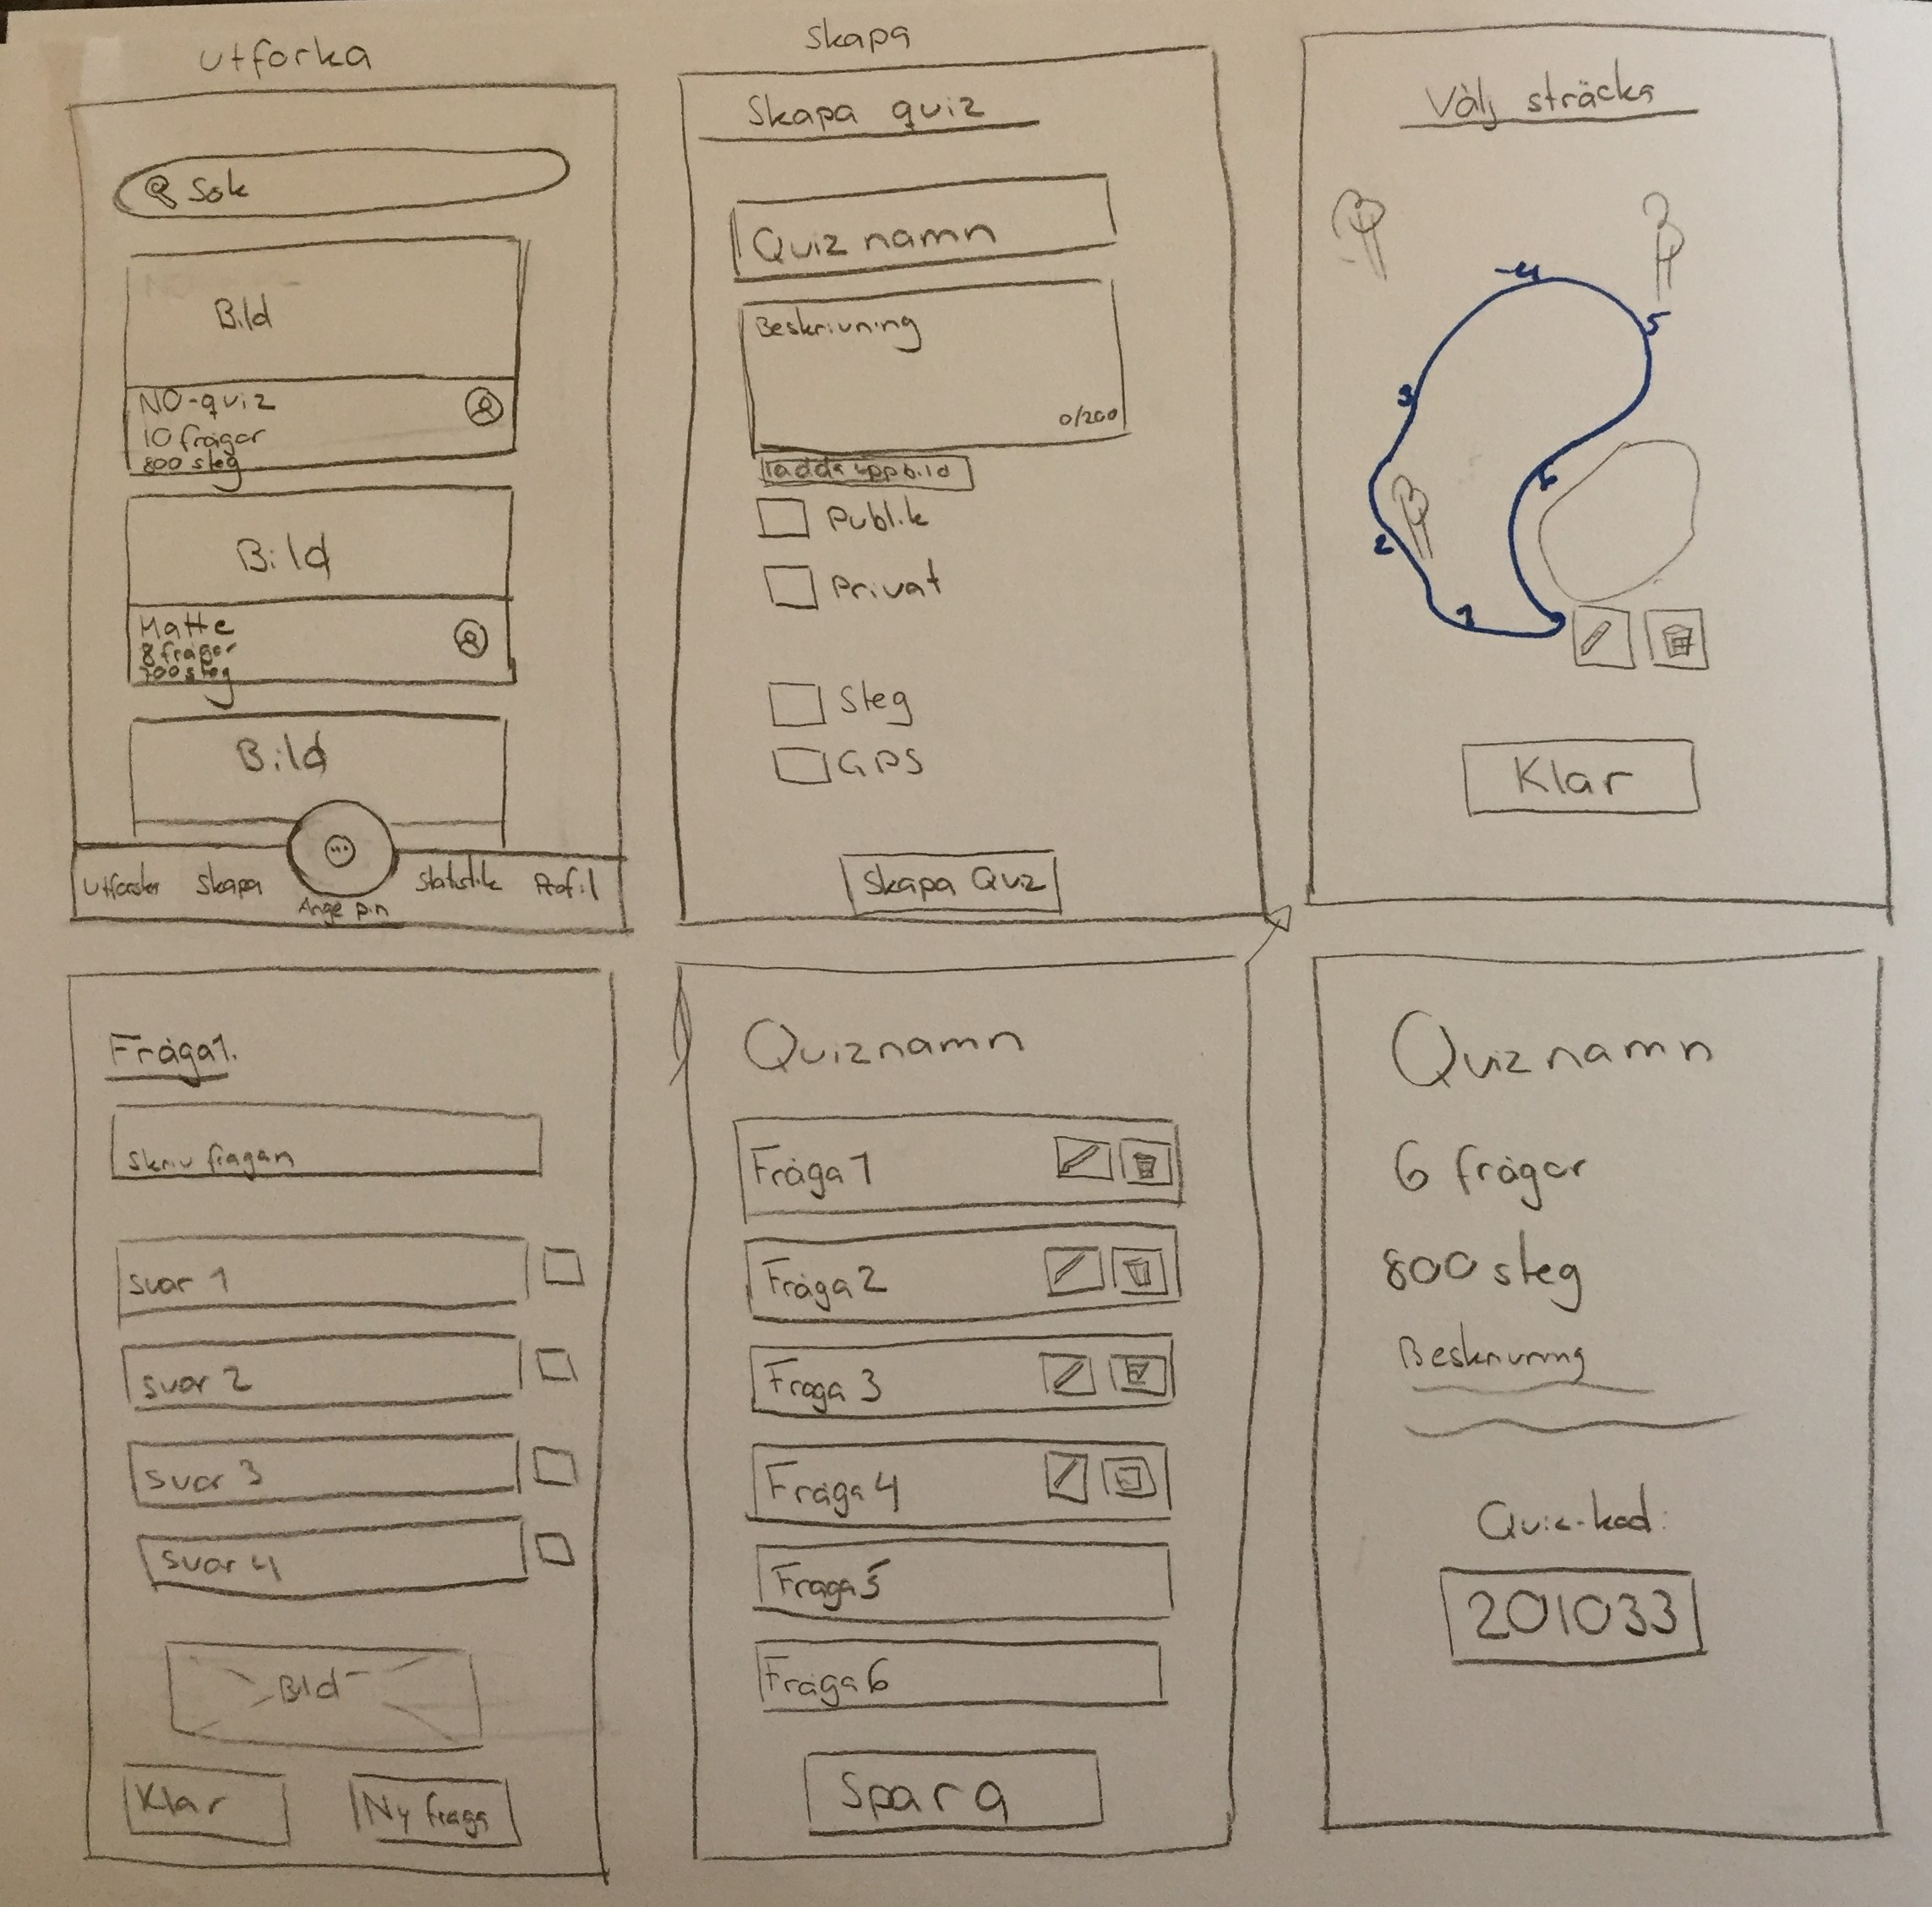 Utforka
Sök
Bild
NO-quiz
10 frågor
800 steg
Bild
Matte
8 frågor
700 steg
Bild
Utforska Skapa Statistik Profil
Ange pin
Skapa
Skapa quiz
Quiz namn
Beskrivning
0/200
ladda upp bild
Publik
Privat
Steg
GPS
Skapa Quiz
Välj sträcka
4
5
3
6
2
1
Klar
Fråga 1.
Skriv frågan
svar 1
svar 2
svar 3
svar 4
Bild
Klar Ny fråga
Quiznamn
Fråga 1
Fråga 2
Fråga 3
Fråga 4
Fråga 5
Fråga 6
Spara
Quiznamn
6 frågor
800 steg
Beskrivning
Quiz-kod:
201033